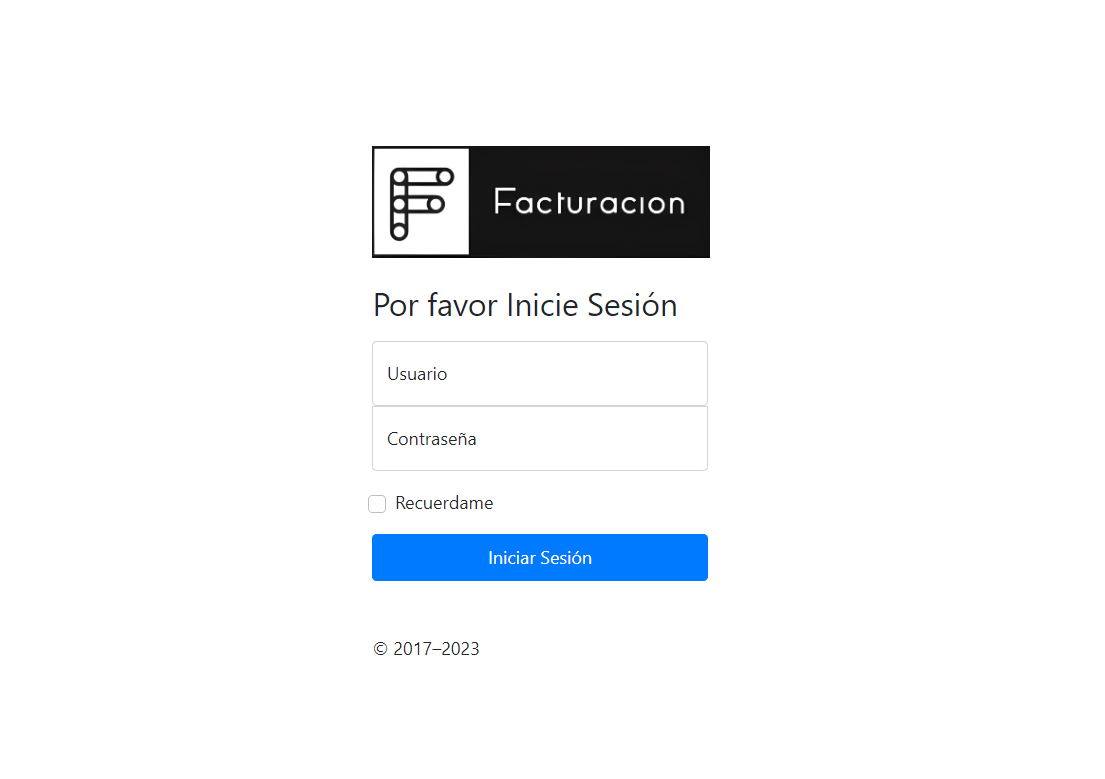 Facturacion
Por favor Inicie Sesión
Usuario
Contraseña
Recuerdame
Iniciar Sesión
© 2017–2023